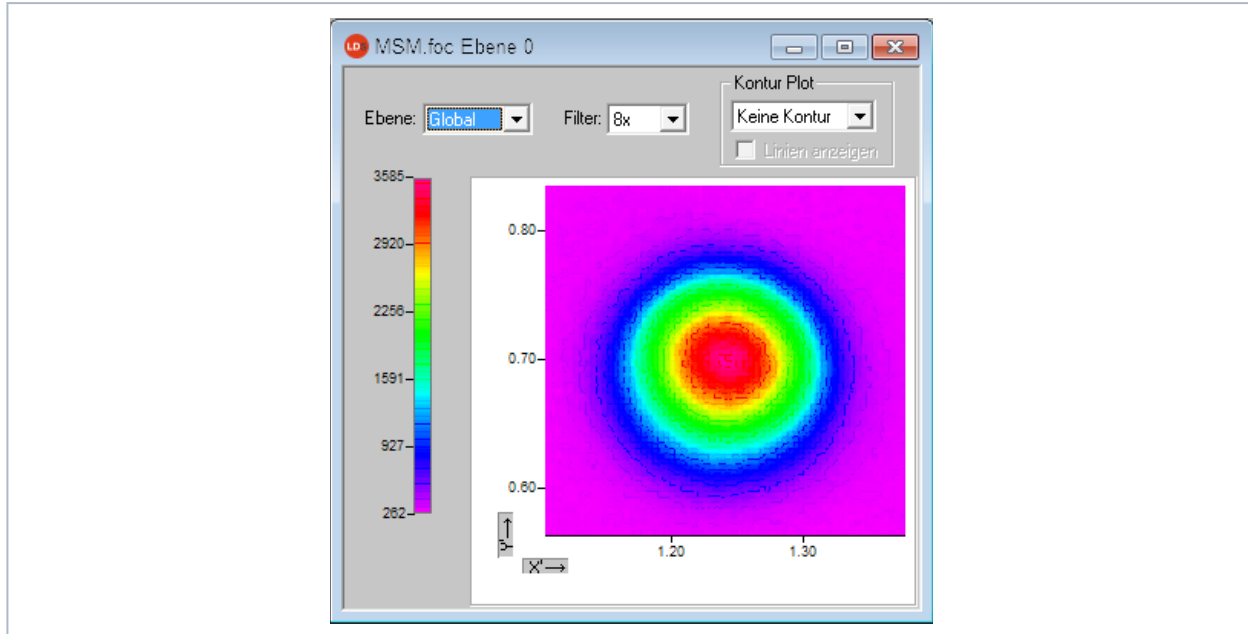 LD MSM.foc Ebene 0
Kontur Plot
Ebene: Global Filter: 8x Keine Kontur
Linien anzeigen
3585
2920
2256
1591
927
262
0.80
0.70
0.60
1.20 1.30
Y'→
X'→